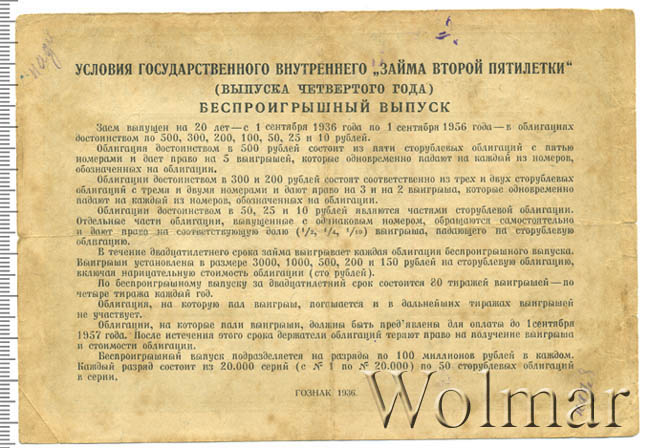 УСЛОВИЯ ГОСУДАРСТВЕННОГО ВНУТРЕННЕГО „ЗАЙМА ВТОРОЙ ПЯТИЛЕТКИ“
(ВЫПУСКА ЧЕТВЕРТОГО ГОДА)
БЕСПРОИГРЫШНЫЙ ВЫПУСК
Заем выпущен на 20 лет—с 1 сентября 1936 года по 1 сентября 1956 года—в облигациях
достоинством по 500, 300, 200, 100, 50, 25 и 10 рублей.
Облигация достоинством в 500 рублей состоит из пяти сторублевых облигаций с пятью
номерами и дает право на 5 выигрышей, которые одновременно падают на каждый из номеров,
обозначенных на облигации.
Облигации достоинством в 300 и 200 рублей состоят соответственно из трех и двух сторублевых
облигаций с тремя и двумя номерами и дают право на 3 и на 2 выигрыша, которые одновременно
падают на каждый из номеров, обозначенных на облигации.
Облигации достоинством в 50, 25 и 10 рублей являются частями сторублевой облигации.
Отдельные части облигации, выпущенные с одинаковым номером, обращаются самостоятельно
и дают право на соответствующую долю (1/2, 1/4, 1/10) выигрыша, падающего на сторублевую
облигацию.
В течение двадцатилетнего срока займа выигрывает каждая облигация беспроигрышного выпуска.
Выигрыши установлены в размере 3000, 1000, 500, 200 и 150 рублей на сторублевую облигацию,
включая нарицательную стоимость облигации (сто рублей).
По беспроигрышному выпуску за двадцатилетний срок состоится 80 тиражей выигрышей—по
четыре тиража каждый год.
Облигация, на которую пал выигрыш, погашается и в дальнейших тиражах выигрышей
не участвует.
Облигации, на которые пали выигрыши, должны быть пред'явлены для оплаты до 1 сентября
1957 года. После истечения этого срока держатели облигаций теряют право на получение выигрыша
и стоимости облигации.
Беспроигрышный выпуск подразделяется на разряды по 100 миллионов рублей в каждом.
Каждый разряд состоит из 20.000 серий (с № 1 по № 20.000) по 50 сторублевых облигаций
в серии.
ГОЗНАК 1936.
Wolmar